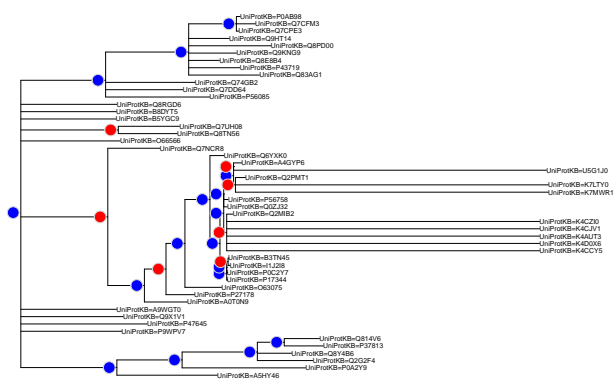 UniProtKB=P0AB98
UniProtKB=Q7CFM3
UniProtKB=Q7CPE3
UniProtKB=Q9HT14
UniProtKB=Q8PD00
UniProtKB=Q9KNG9
UniProtKB=Q8E8B4
UniProtKB=P43719
UniProtKB=Q83AG1
UniProtKB=Q74GB2
UniProtKB=Q7DD64
UniProtKB=P56085
UniProtKB=Q8RGD6
UniProtKB=B8DYT5
UniProtKB=B5YGC9
UniProtKB=Q7UH08
UniProtKB=Q8TN56
UniProtKB=O66566
UniProtKB=Q7NCR8
UniProtKB=Q6YXK0
UniProtKB=A4GYP6
UniProtKB=U5G1J0
UniProtKB=Q2PMT1
UniProtKB=K7LTY0
UniProtKB=K7MWR1
UniProtKB=P56758
UniProtKB=Q0ZJ32
UniProtKB=Q2MIB2
UniProtKB=K4CZI0
UniProtKB=K4CJV1
UniProtKB=K4AUT3
UniProtKB=K4D0X6
UniProtKB=K4CCY5
UniProtKB=B3TN45
UniProtKB=I1J2I8
UniProtKB=P0C2Y7
UniProtKB=P17344
UniProtKB=O63075
UniProtKB=P27178
UniProtKB=A0T0N9
UniProtKB=A9WGT0
UniProtKB=Q9X1V1
UniProtKB=P47645
UniProtKB=P9WPV7
UniProtKB=Q814V6
UniProtKB=P37813
UniProtKB=Q8Y4B6
UniProtKB=Q2G2F4
UniProtKB=P0A2Y9
UniProtKB=A5HY46